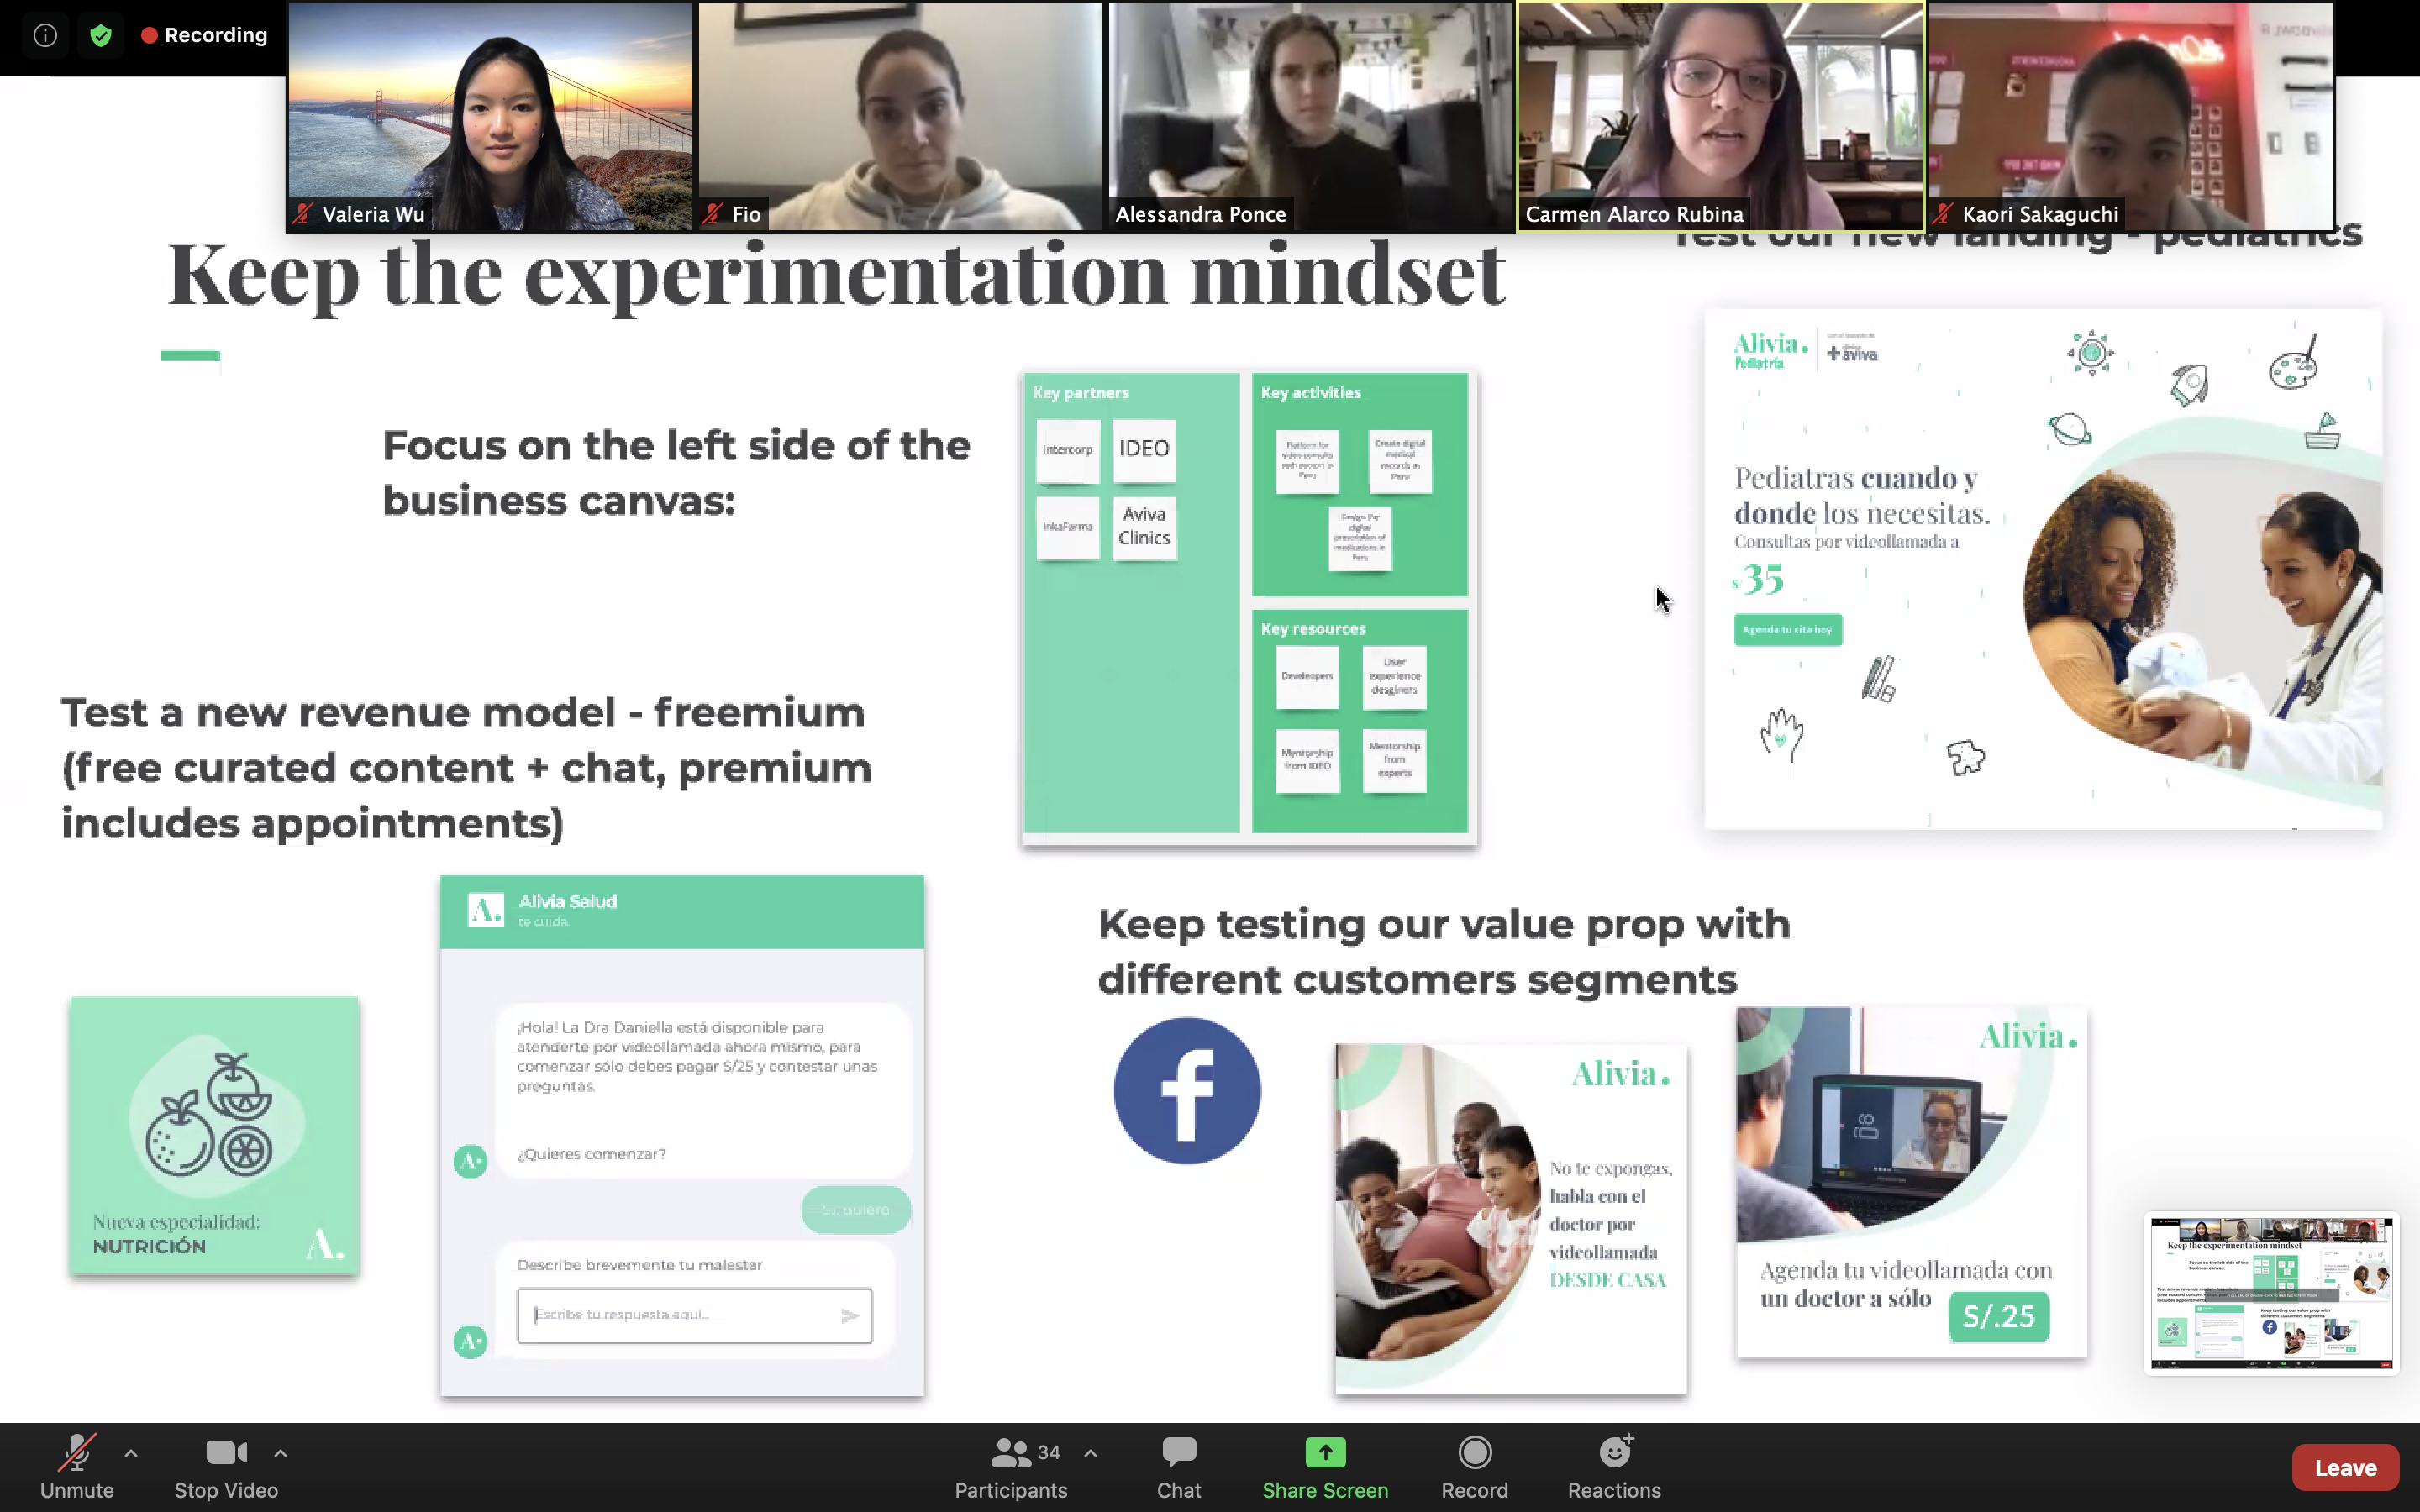 Recording
Valeria Wu
Fio
Alessandra Ponce
Carmen Alarco Rubina
Kaori Sakaguchi
Keep the experimentation mindset
Test our new landing - pediatrics
Focus on the left side of the
business canvas:
Key partners
Intercorp
IDEO
InkaFarma
Aviva
Clinics
Key activities
Platform for
Create digital
medical
records in
Peru
Design the
digital
prescription of
medications in
Peru
Key resources
Developers
User
experience
desginers
Mentorship
from IDEO
Mentorship
from
experts
Alivia.
Pediatría
+aviva
Pediatras cuando y
donde los necesitas.
Consultas por videollamada a
s/35
Agenda tu cita hoy
Test a new revenue model - freemium
(free curated content + chat, premium
includes appointments)
Nueva especialidad:
NUTRICIÓN
A.
A.
Alivia Salud
te cuida.
¡Hola! La Dra Daniella está disponible para
atenderte por videollamada ahora mismo, para
comenzar sólo debes pagar S/25 y contestar unas
preguntas.
¿Quieres comenzar?
Sí, quiero
Describe brevemente tu malestar
Escribe tu respuesta aquí...
Keep testing our value prop with
different customers segments
f
Alivia.
No te expongas,
habla con el
doctor por
videollamada
DESDE CASA
Alivia.
Agenda tu videollamada con
un doctor a sólo
S/.25
Unmute
Stop Video
34
Participants
Chat
Share Screen
Record
Reactions
Leave